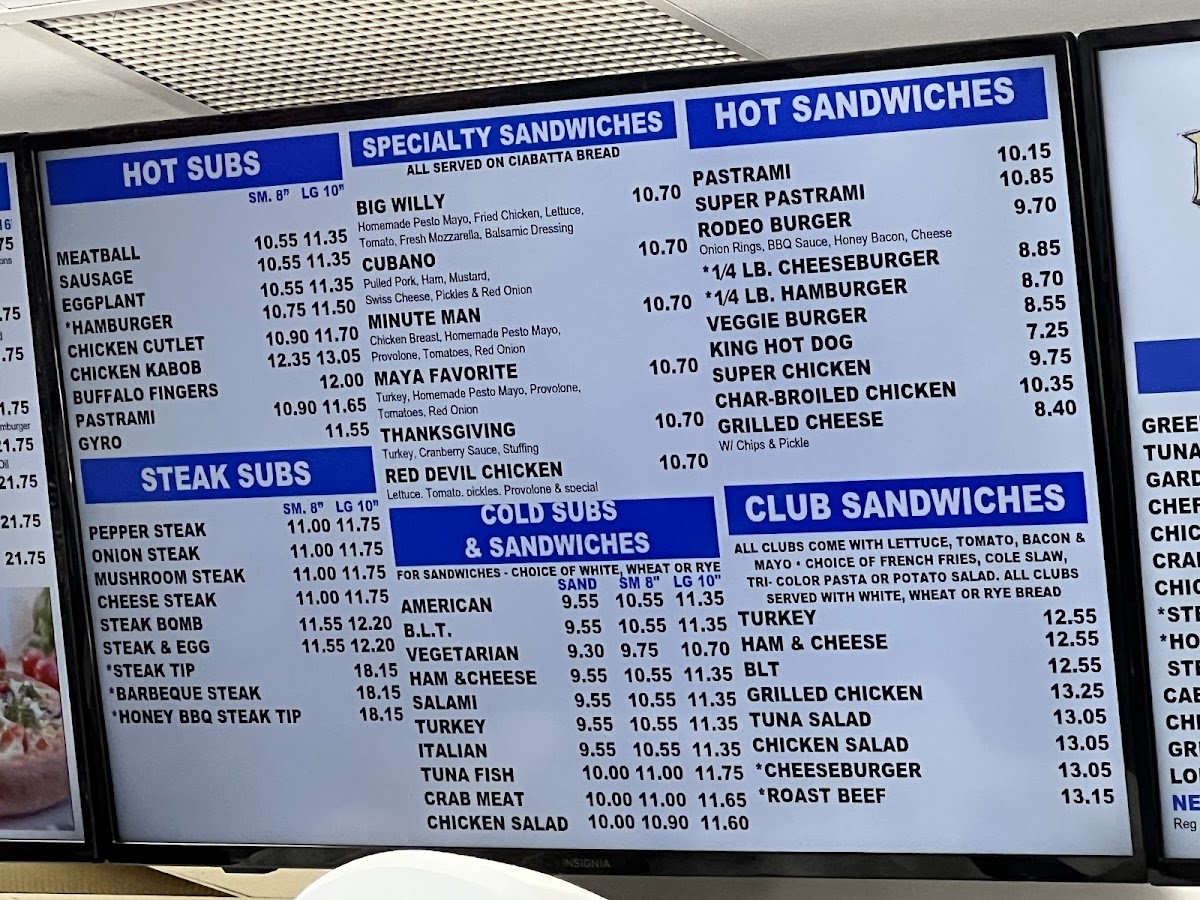 HOT SUBS
SM. 8" LG 10"
MEATBALL 10.55 11.35
SAUSAGE 10.55 11.35
EGGPLANT 10.55 11.35
*HAMBURGER 10.75 11.50
CHICKEN CUTLET 10.90 11.70
CHICKEN KABOB 12.35 13.05
BUFFALO FINGERS 12.00
PASTRAMI 10.90 11.65
GYRO 11.55
STEAK SUBS
SM. 8" LG 10"
PEPPER STEAK 11.00 11.75
ONION STEAK 11.00 11.75
MUSHROOM STEAK 11.00 11.75
CHEESE STEAK 11.00 11.75
STEAK BOMB 11.55 12.20
STEAK & EGG 11.55 12.20
*STEAK TIP 18.15
*BARBEQUE STEAK 18.15
*HONEY BBQ STEAK TIP 18.15
SPECIALTY SANDWICHES
ALL SERVED ON CIABATTA BREAD
BIG WILLY 10.70
Homemade Pesto Mayo, Fried Chicken, Lettuce,
Tomato, Fresh Mozzarella, Balsamic Dressing
CUBANO 10.70
Pulled Pork, Ham, Mustard,
Swiss Cheese, Pickles & Red Onion
MINUTE MAN 10.70
Chicken Breast, Homemade Pesto Mayo,
Provolone, Tomatoes, Red Onion
MAYA FAVORITE 10.70
Turkey, Homemade Pesto Mayo, Provolone,
Tomatoes, Red Onion
THANKSGIVING 10.70
Turkey, Cranberry Sauce, Stuffing
RED DEVIL CHICKEN 10.70
Lettuce, Tomato, pickles, Provolone & special
COLD SUBS
& SANDWICHES
FOR SANDWICHES - CHOICE OF WHITE, WHEAT OR RYE
SAND SM 8" LG 10"
AMERICAN 9.55 10.55 11.35
B.L.T. 9.55 10.55 11.35
VEGETARIAN 9.30 9.75 10.70
HAM &CHEESE 9.55 10.55 11.35
SALAMI 9.55 10.55 11.35
TURKEY 9.55 10.55 11.35
ITALIAN 9.55 10.55 11.35
TUNA FISH 10.00 11.00 11.75
CRAB MEAT 10.00 11.00 11.65
CHICKEN SALAD 10.00 10.90 11.60
HOT SANDWICHES
PASTRAMI 10.15
SUPER PASTRAMI 10.85
RODEO BURGER 9.70
Onion Rings, BBQ Sauce, Honey Bacon, Cheese
*1/4 LB. CHEESEBURGER 8.85
*1/4 LB. HAMBURGER 8.70
VEGGIE BURGER 8.55
KING HOT DOG 7.25
SUPER CHICKEN 9.75
CHAR-BROILED CHICKEN 10.35
GRILLED CHEESE 8.40
W/ Chips & Pickle
CLUB SANDWICHES
ALL CLUBS COME WITH LETTUCE, TOMATO, BACON &
MAYO • CHOICE OF FRENCH FRIES, COLE SLAW,
TRI- COLOR PASTA OR POTATO SALAD. ALL CLUBS
SERVED WITH WHITE, WHEAT OR RYE BREAD
TURKEY 12.55
HAM & CHEESE 12.55
BLT 12.55
GRILLED CHICKEN 13.25
TUNA SALAD 13.05
CHICKEN SALAD 13.05
*CHEESEBURGER 13.05
*ROAST BEEF 13.15
INSIGNIA
21.75
21.75
21.75
TUNA
Reg